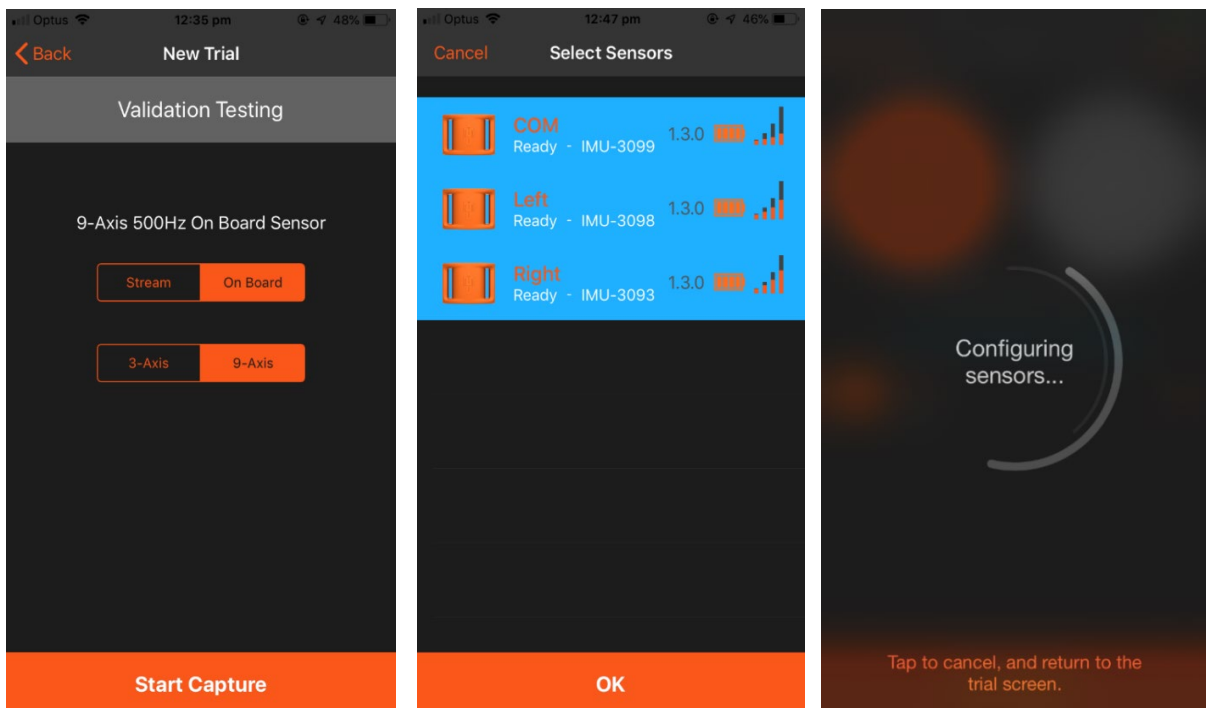 Optus 12:35 pm 48%
Back New Trial
Validation Testing
9-Axis 500Hz On Board Sensor
Stream On Board
3-Axis 9-Axis
Start Capture
Optus 12:47 pm 46%
Cancel Select Sensors
COM
Ready - IMU-3099 1.3.0
Left
Ready - IMU-3098 1.3.0
Right
Ready - IMU-3093 1.3.0
OK
Configuring
sensors...
Tap to cancel, and return to the
trial screen.